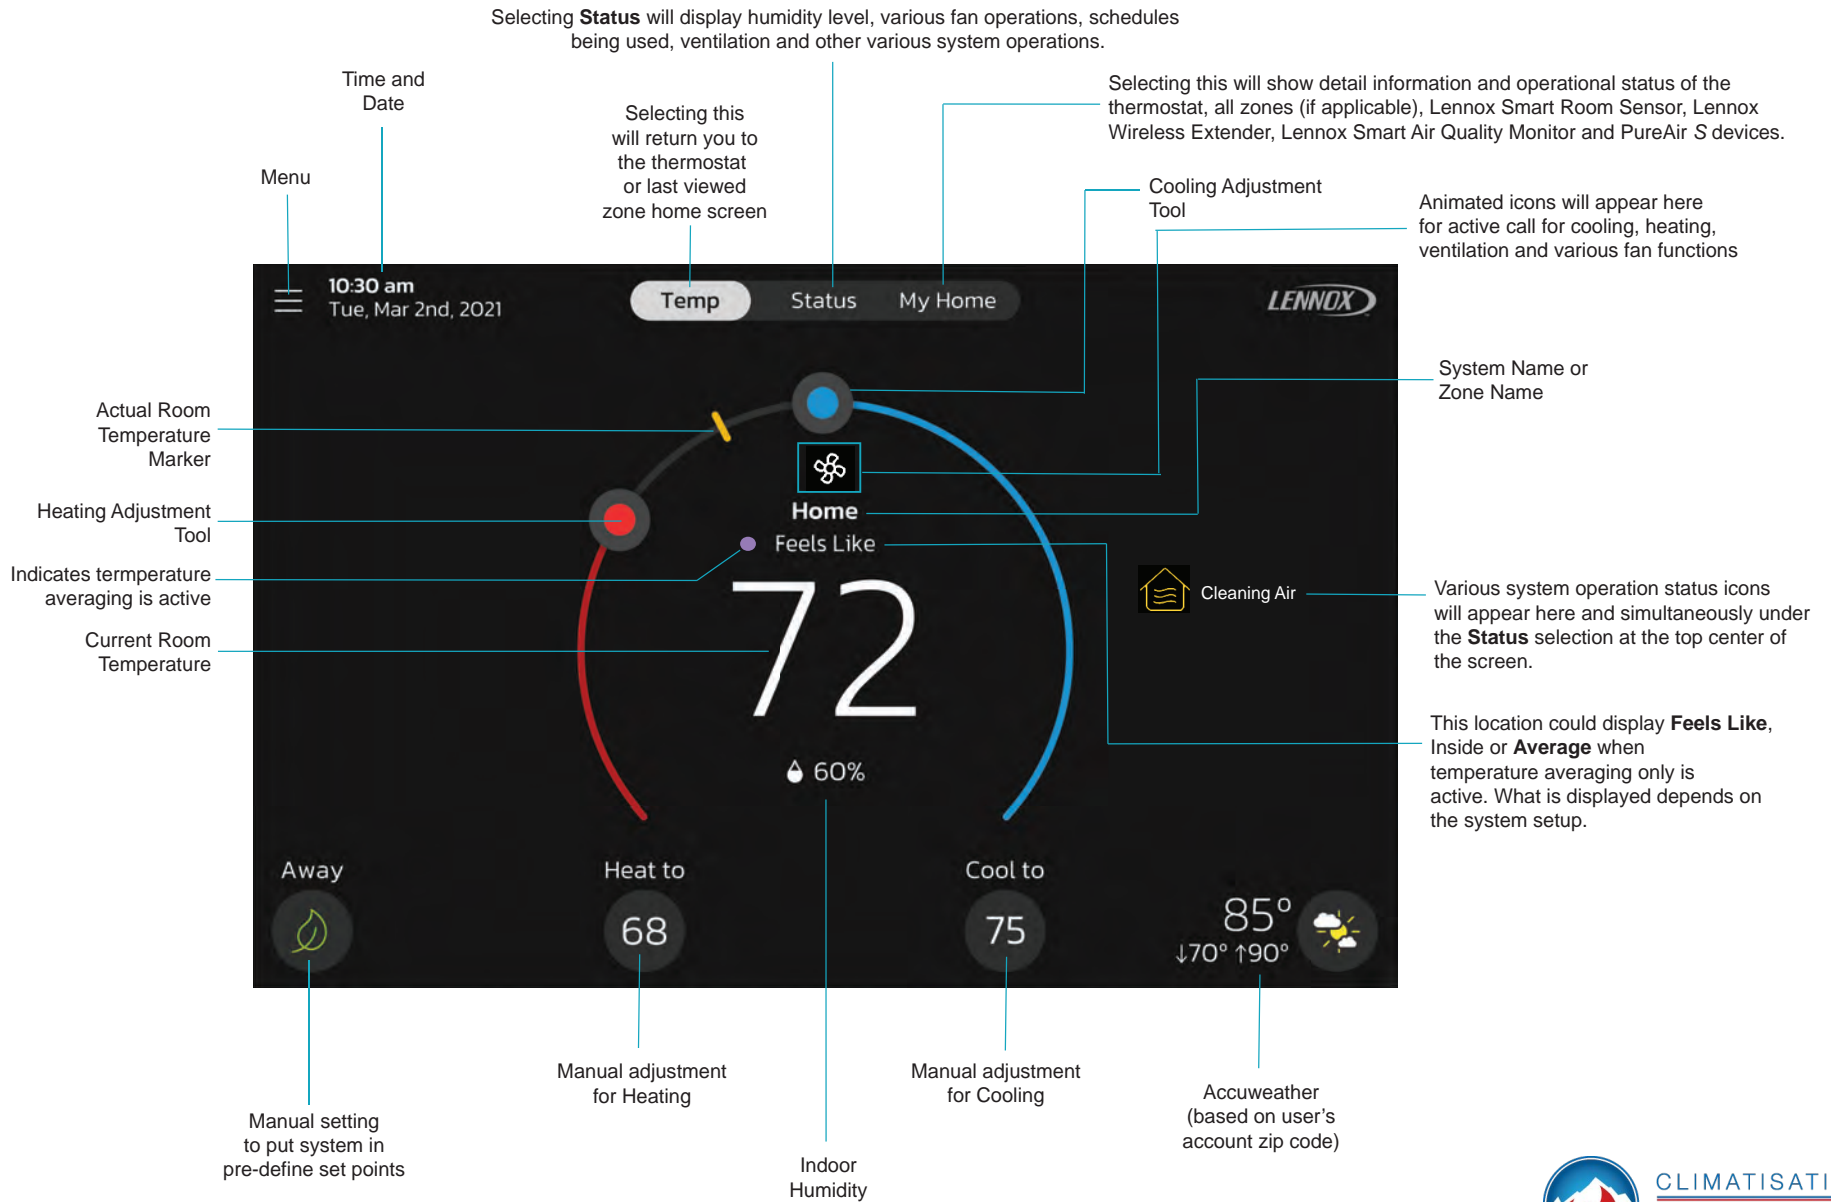 Selecting Status will display humidity level, various fan operations, schedules
being used, ventilation and other various system operations.
Time and
Date
Selecting this
will return you to
the thermostat
or last viewed
zone home screen
Selecting this will show detail information and operational status of the
thermostat, all zones (if applicable), Lennox Smart Room Sensor, Lennox
Wireless Extender, Lennox Smart Air Quality Monitor and PureAir S devices.
Menu
Cooling Adjustment
Tool
Animated icons will appear here
for active call for cooling, heating,
ventilation and various fan functions
10:30 am
Tue, Mar 2nd, 2021
Temp
Status
My Home
LENNOX
System Name or
Zone Name
Actual Room
Temperature
Marker
Heating Adjustment
Tool
Home
Feels Like
Indicates termperature
averaging is active
72
Cleaning Air
Various system operation status icons
will appear here and simultaneously under
the Status selection at the top center of
the screen.
Current Room
Temperature
This location could display Feels Like,
Inside or Average when
temperature averaging only is
active. What is displayed depends on
the system setup.
60%
Away
Heat to
68
Cool to
75
85°
↓70° ↑90°
Manual setting
to put system in
pre-define set points
Manual adjustment
for Heating
Indoor
Humidity
Manual adjustment
for Cooling
Accuweather
(based on user's
account zip code)
CLIMATISATI